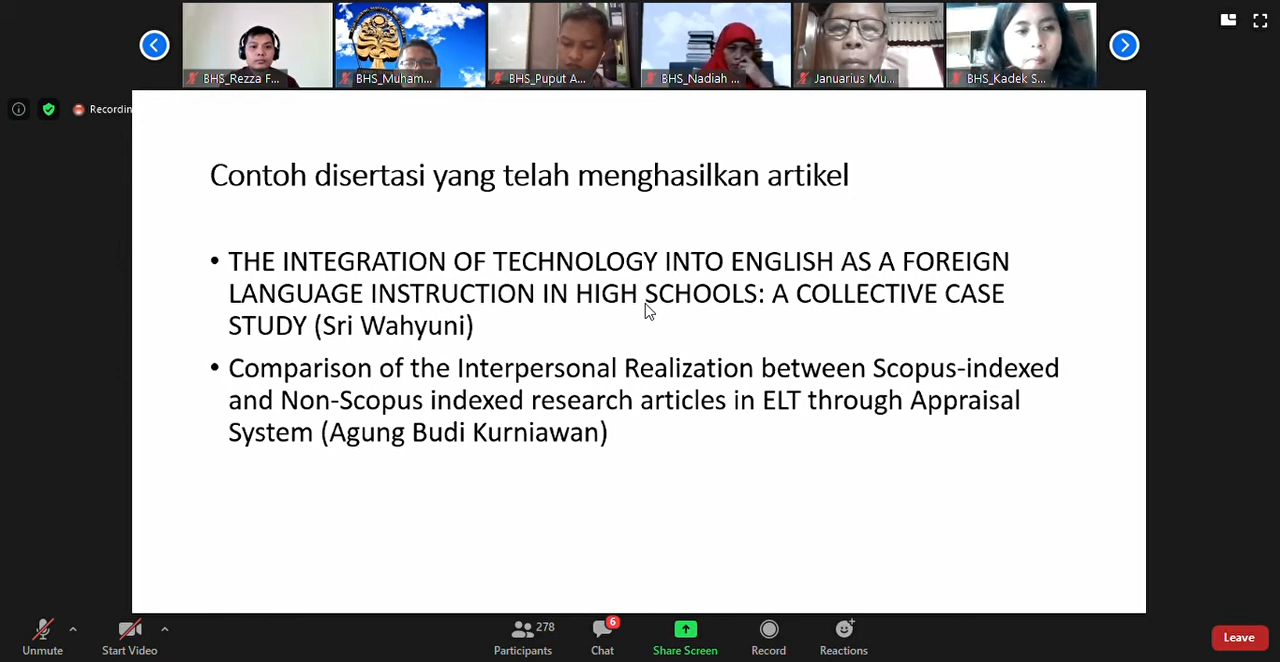 BHS_Rezza F...
BHS_Muham...
BHS_Puput A...
BHS_Nadiah ...
Januarius Mu...
BHS_Kadek S...
Recordin
Contoh disertasi yang telah menghasilkan artikel
• THE INTEGRATION OF TECHNOLOGY INTO ENGLISH AS A FOREIGN
LANGUAGE INSTRUCTION IN HIGH SCHOOLS: A COLLECTIVE CASE
STUDY (Sri Wahyuni)
• Comparison of the Interpersonal Realization between Scopus-indexed
and Non-Scopus indexed research articles in ELT through Appraisal
System (Agung Budi Kurniawan)
Unmute
Start Video
278
Participants
6
Chat
Share Screen
Record
Reactions
Leave